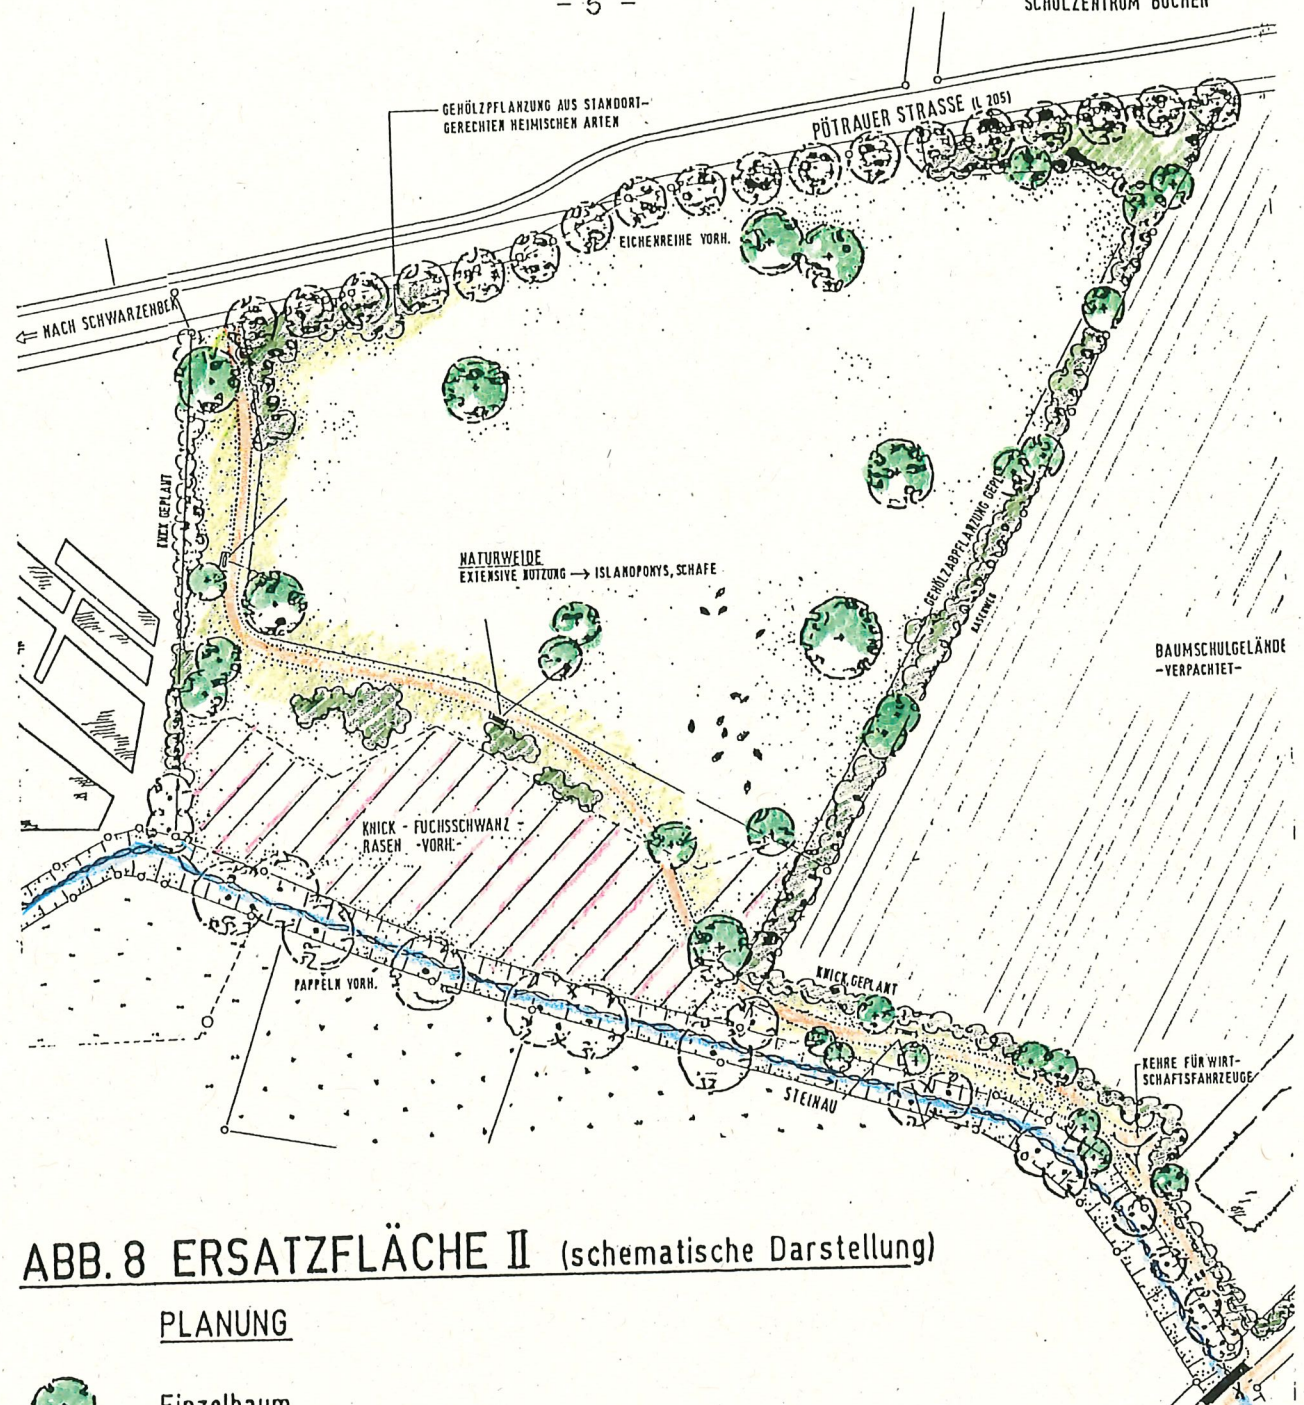 - 5 -
SCHULZENTRUM BÜCHEN
GEHÖLZPFLANZUNG AUS STANDORT-
GERECHTEN HEIMISCHEN ARTEN
PÖTRAUER STRASSE (L 205)
EICHENREIHE VORH.
⇐ NACH SCHWARZENBEK
KNICK GEPLANT
NATURWEIDE
EXTENSIVE NUTZUNG → ISLANDPONYS, SCHAFE
GEHÖLZABPFLANZUNG GEPL.
BAUMSCHULGELÄNDE
-VERPACHTET-
KNICK - FUCHSSCHWANZ -
RASEN -VORH.-
PAPPELN VORH.
KNICK GEPLANT
STEINAU
KEHRE FÜR WIRT-
SCHAFTSFAHRZEUGE
ABB. 8 ERSATZFLÄCHE II (schematische Darstellung)
PLANUNG
Einzelbaum